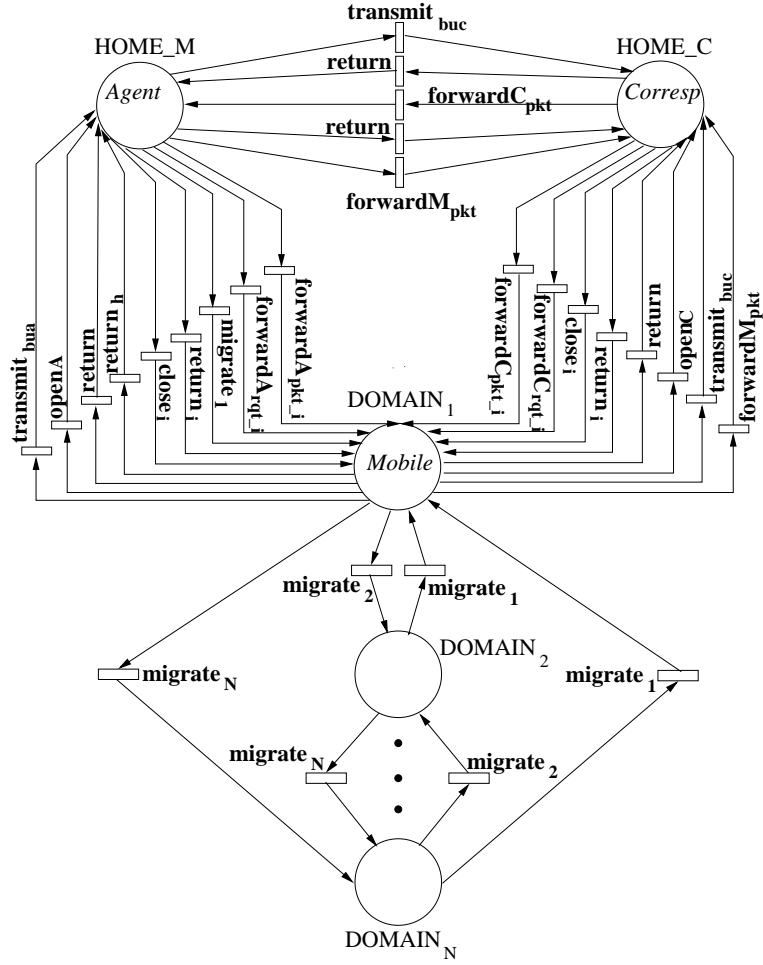 transmit buc
HOME_M
HOME_C
return
Agent
Corresp
forwardC pkt
return
forwardM pkt
transmit bua
openA
return
return h
close i
return i
migrate 1
forwardA rqt_i
forwardA pkt_i
forwardC pkt_i
forwardC rqt_i
close i
return i
return
openC
transmit buc
forwardM pkt
DOMAIN 1
Mobile
migrate 2
migrate 1
DOMAIN 2
migrate N
migrate 1
migrate N
migrate 2
DOMAIN N